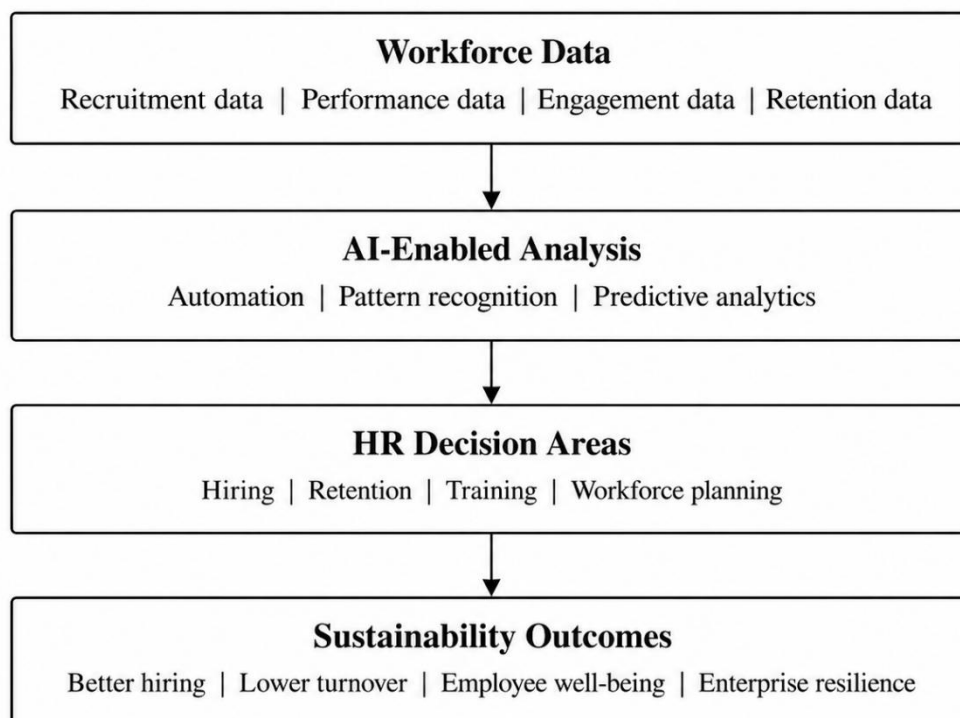 Workforce Data
Recruitment data | Performance data | Engagement data | Retention data
AI-Enabled Analysis
Automation | Pattern recognition | Predictive analytics
HR Decision Areas
Hiring | Retention | Training | Workforce planning
Sustainability Outcomes
Better hiring | Lower turnover | Employee well-being | Enterprise resilience